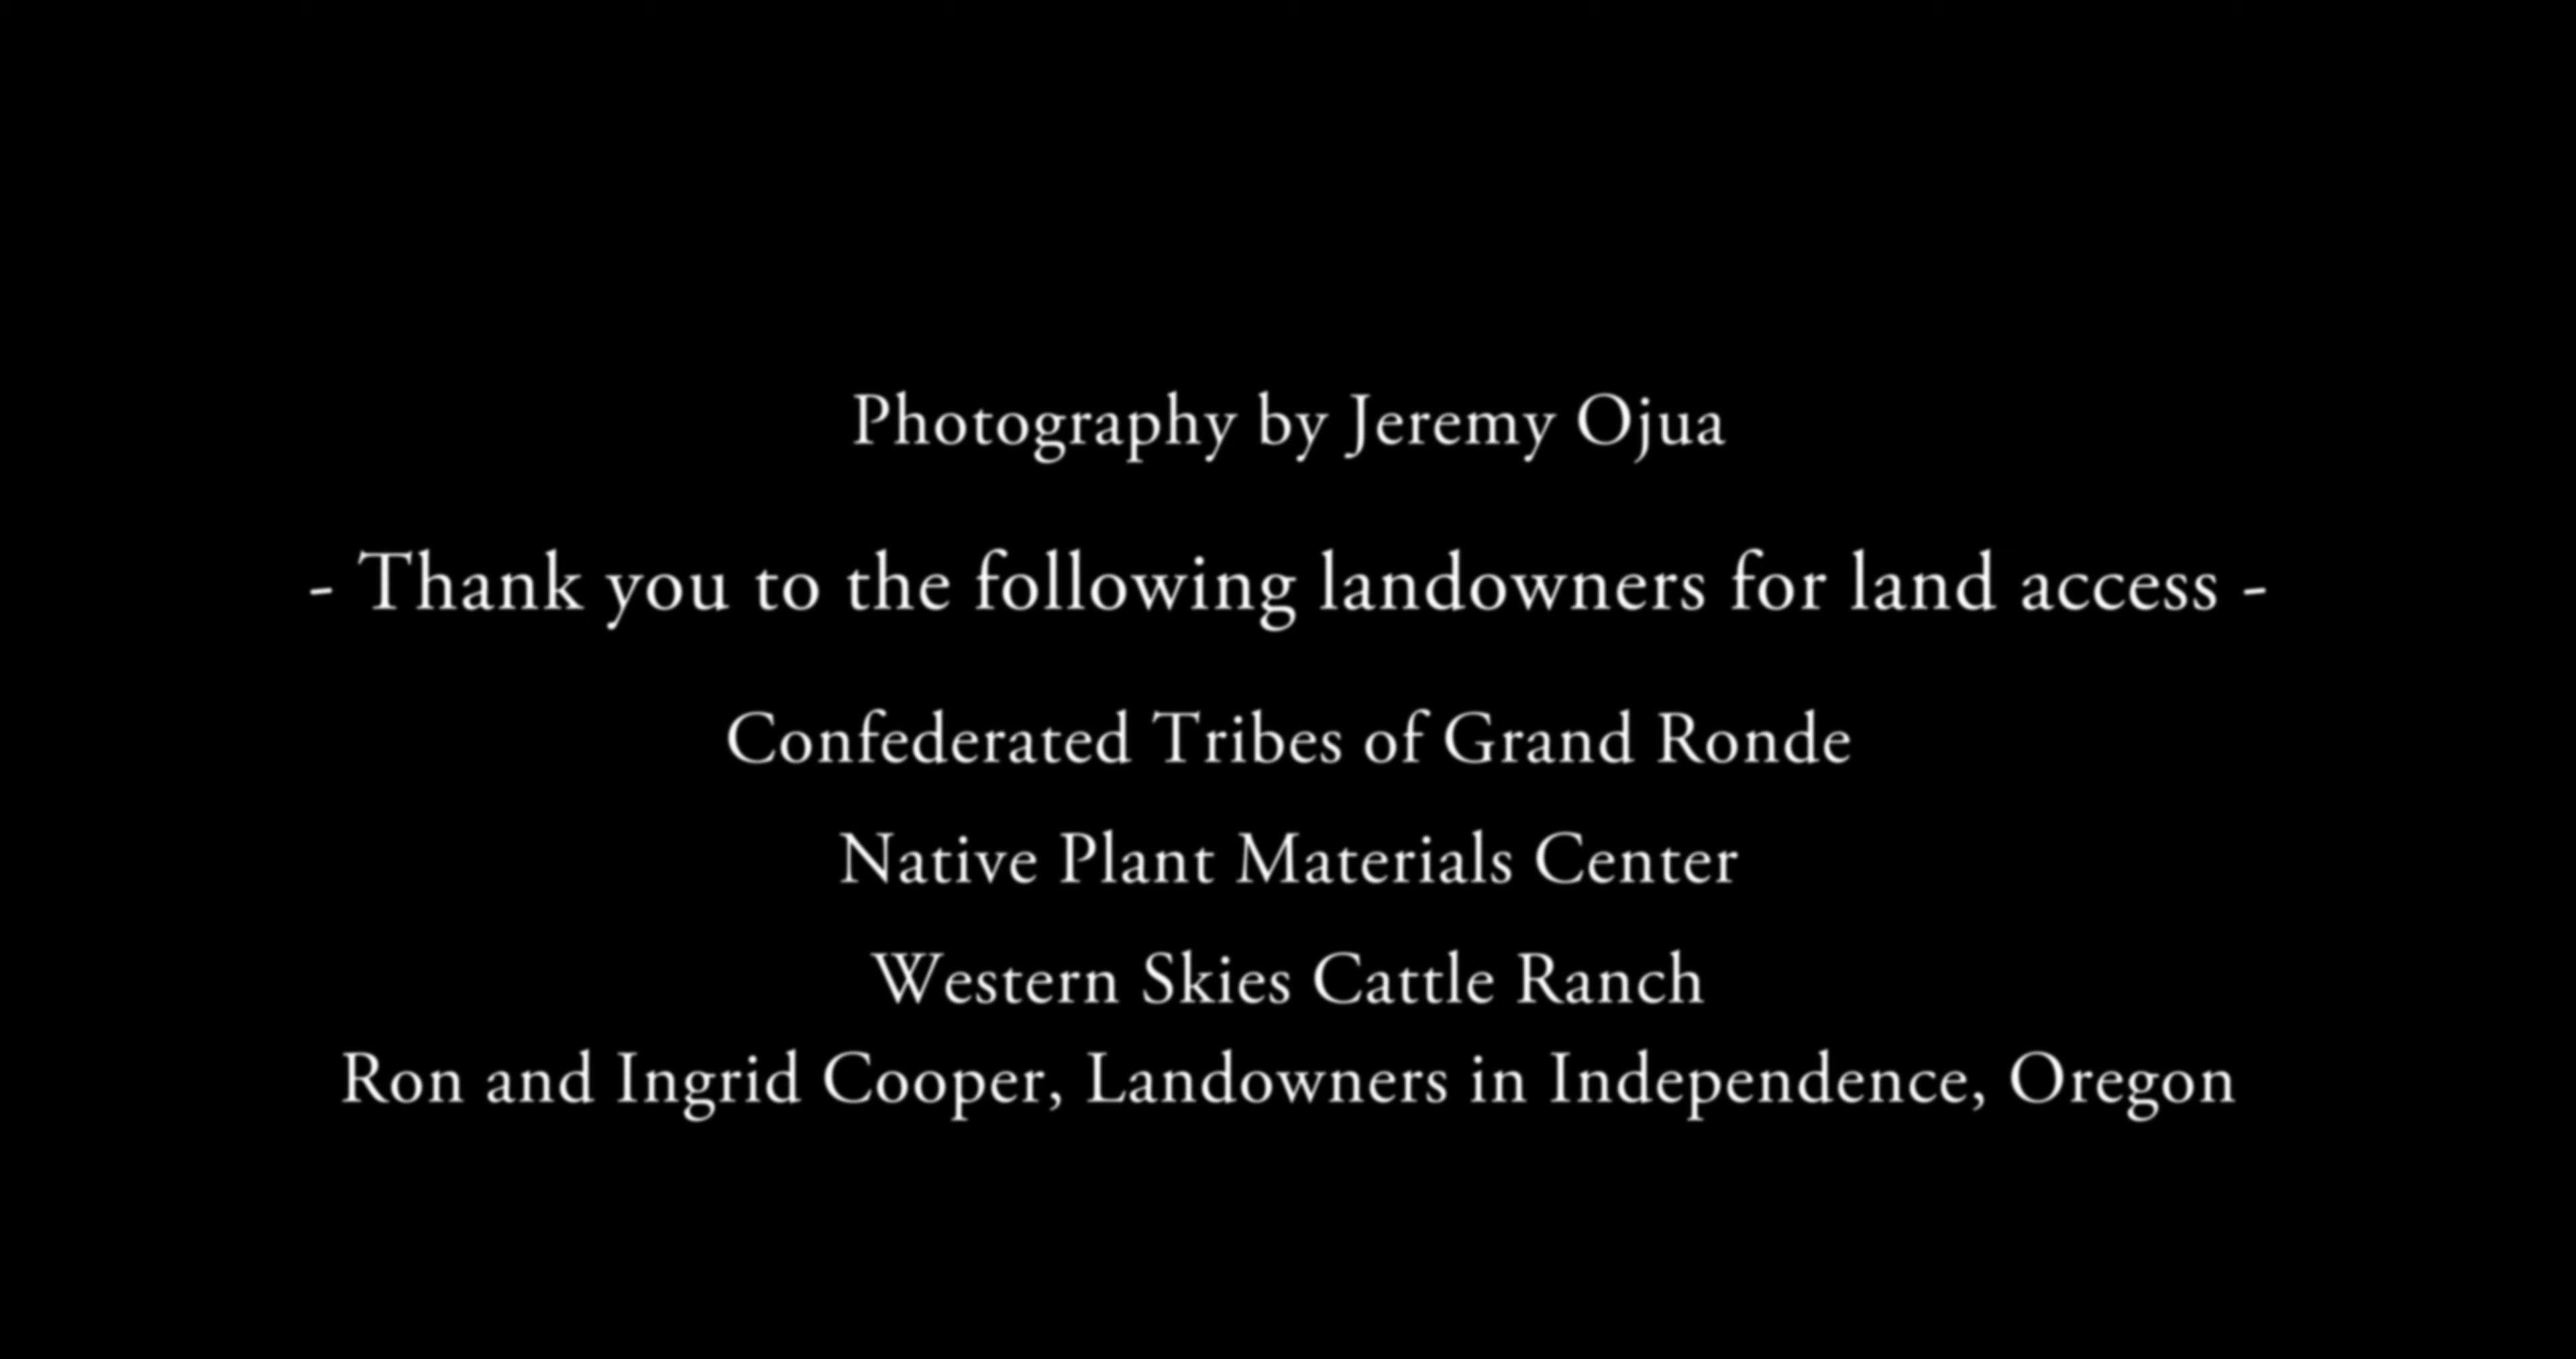 Photography by Jeremy Ojua
- Thank you to the following landowners for land access -
Confederated Tribes of Grand Ronde
Native Plant Materials Center
Western Skies Cattle Ranch
Ron and Ingrid Cooper, Landowners in Independence, Oregon